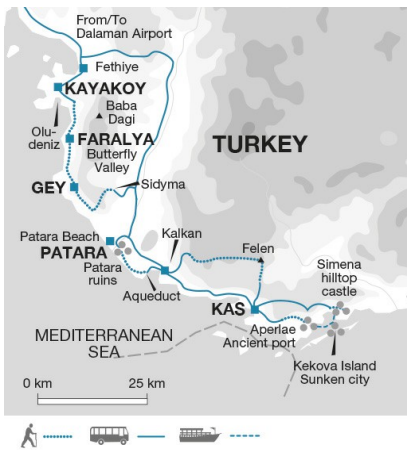 From/To
Dalaman Airport
Fethiye
KAYAKOY
Baba
Dagi
Olu-
deniz
FARALYA
Butterfly
Valley
TURKEY
GEY
Sidyma
Patara Beach
PATARA
Patara
ruins
Kalkan
Felen
Aqueduct
Simena
hilltop
castle
KAS
Aperlae
Ancient port
MEDITERRANEAN
SEA
Kekova Island
Sunken city
0 km
25 km